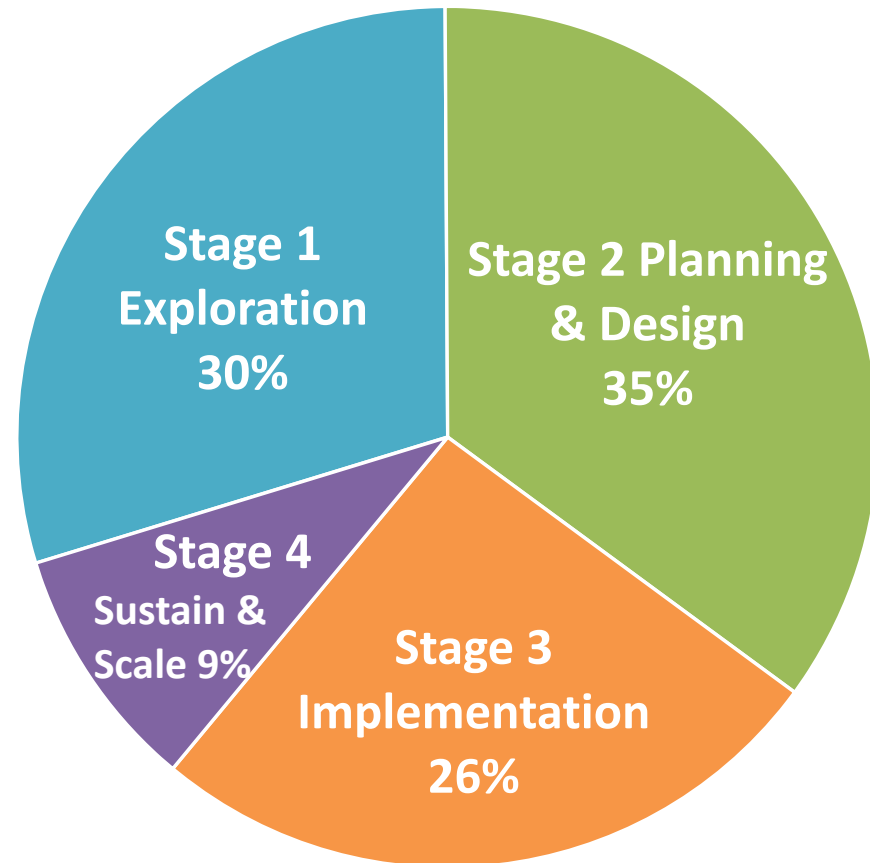 Stage 1
Exploration
30%
Stage 2 Planning
& Design
35%
Stage 4
Sustain &
Scale 9%
Stage 3
Implementation
26%